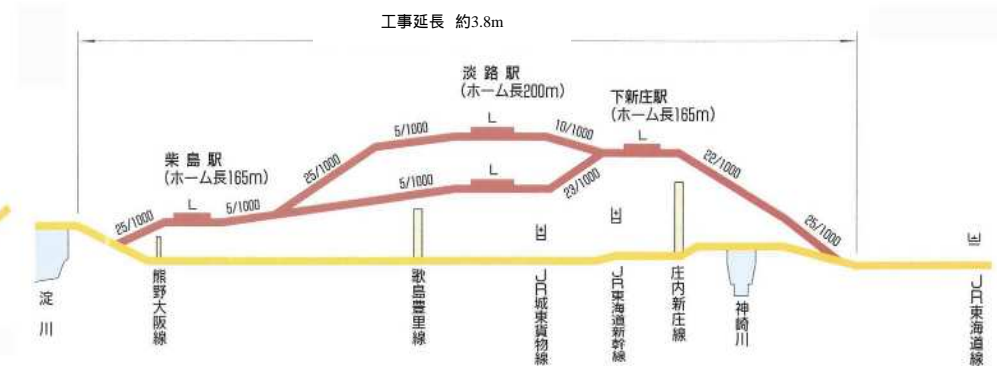 工事延長 約3.8m
淡路駅
(ホーム長200m)
下新庄駅
(ホーム長165m)
柴島駅
(ホーム長165m)
L
L
L
L
25/1000
5/1000
25/1000
5/1000
5/1000
10/1000
23/1000
22/1000
25/1000
淀川
熊野大阪線
歌島豊里線
JR城東貨物線
JR東海道新幹線
庄内新庄線
神崎川
JR東海道線